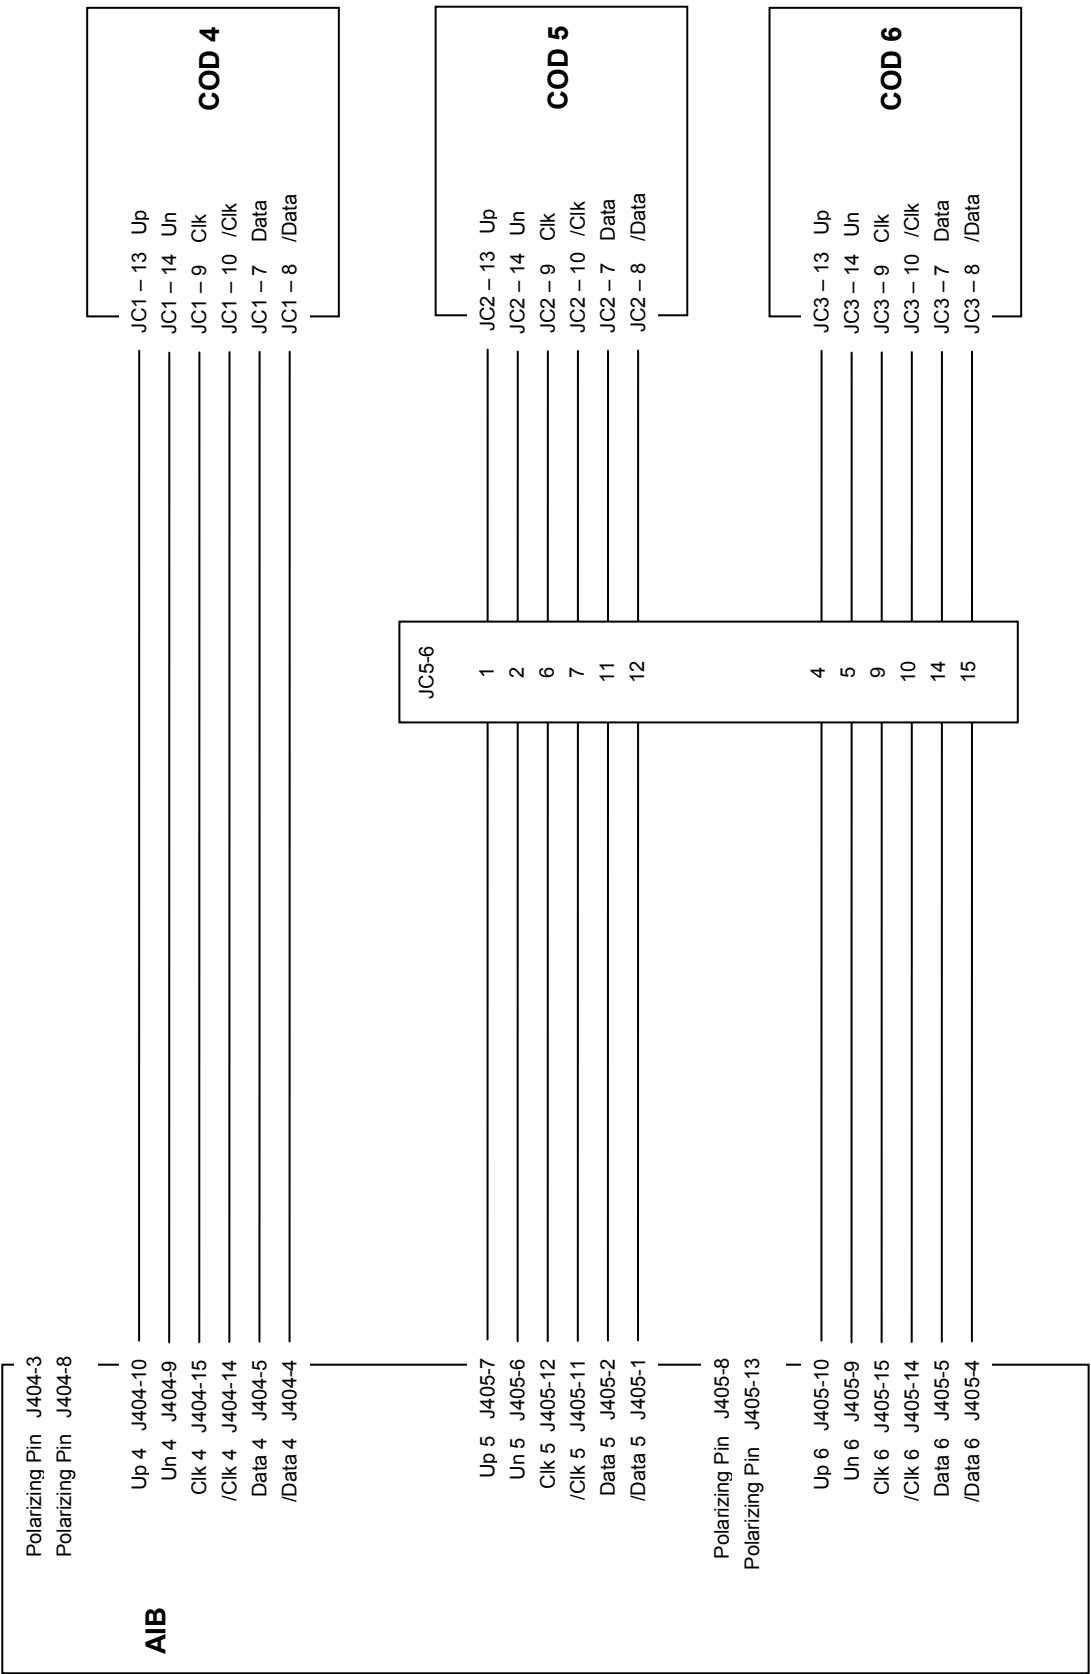 COD 4
JC1 – 13 Up
JC1 – 14 Un
JC1 – 9 Clk
JC1 – 10 /Clk
JC1 – 7 Data
JC1 – 8 /Data
COD 5
JC2 – 13 Up
JC2 – 14 Un
JC2 – 9 Clk
JC2 – 10 /Clk
JC2 – 7 Data
JC2 – 8 /Data
COD 6
JC3 – 13 Up
JC3 – 14 Un
JC3 – 9 Clk
JC3 – 10 /Clk
JC3 – 7 Data
JC3 – 8 /Data
JC5-6
1
2
6
7
11
12
4
5
9
10
14
15
AIB
Polarizing Pin J404-3
Polarizing Pin J404-8
Up 4 J404-10
Un 4 J404-9
Clk 4 J404-15
/Clk 4 J404-14
Data 4 J404-5
/Data 4 J404-4
Up 5 J405-7
Un 5 J405-6
Clk 5 J405-12
/Clk 5 J405-11
Data 5 J405-2
/Data 5 J405-1
Polarizing Pin J405-8
Polarizing Pin J405-13
Up 6 J405-10
Un 6 J405-9
Clk 6 J405-15
/Clk 6 J405-14
Data 6 J405-5
/Data 6 J405-4